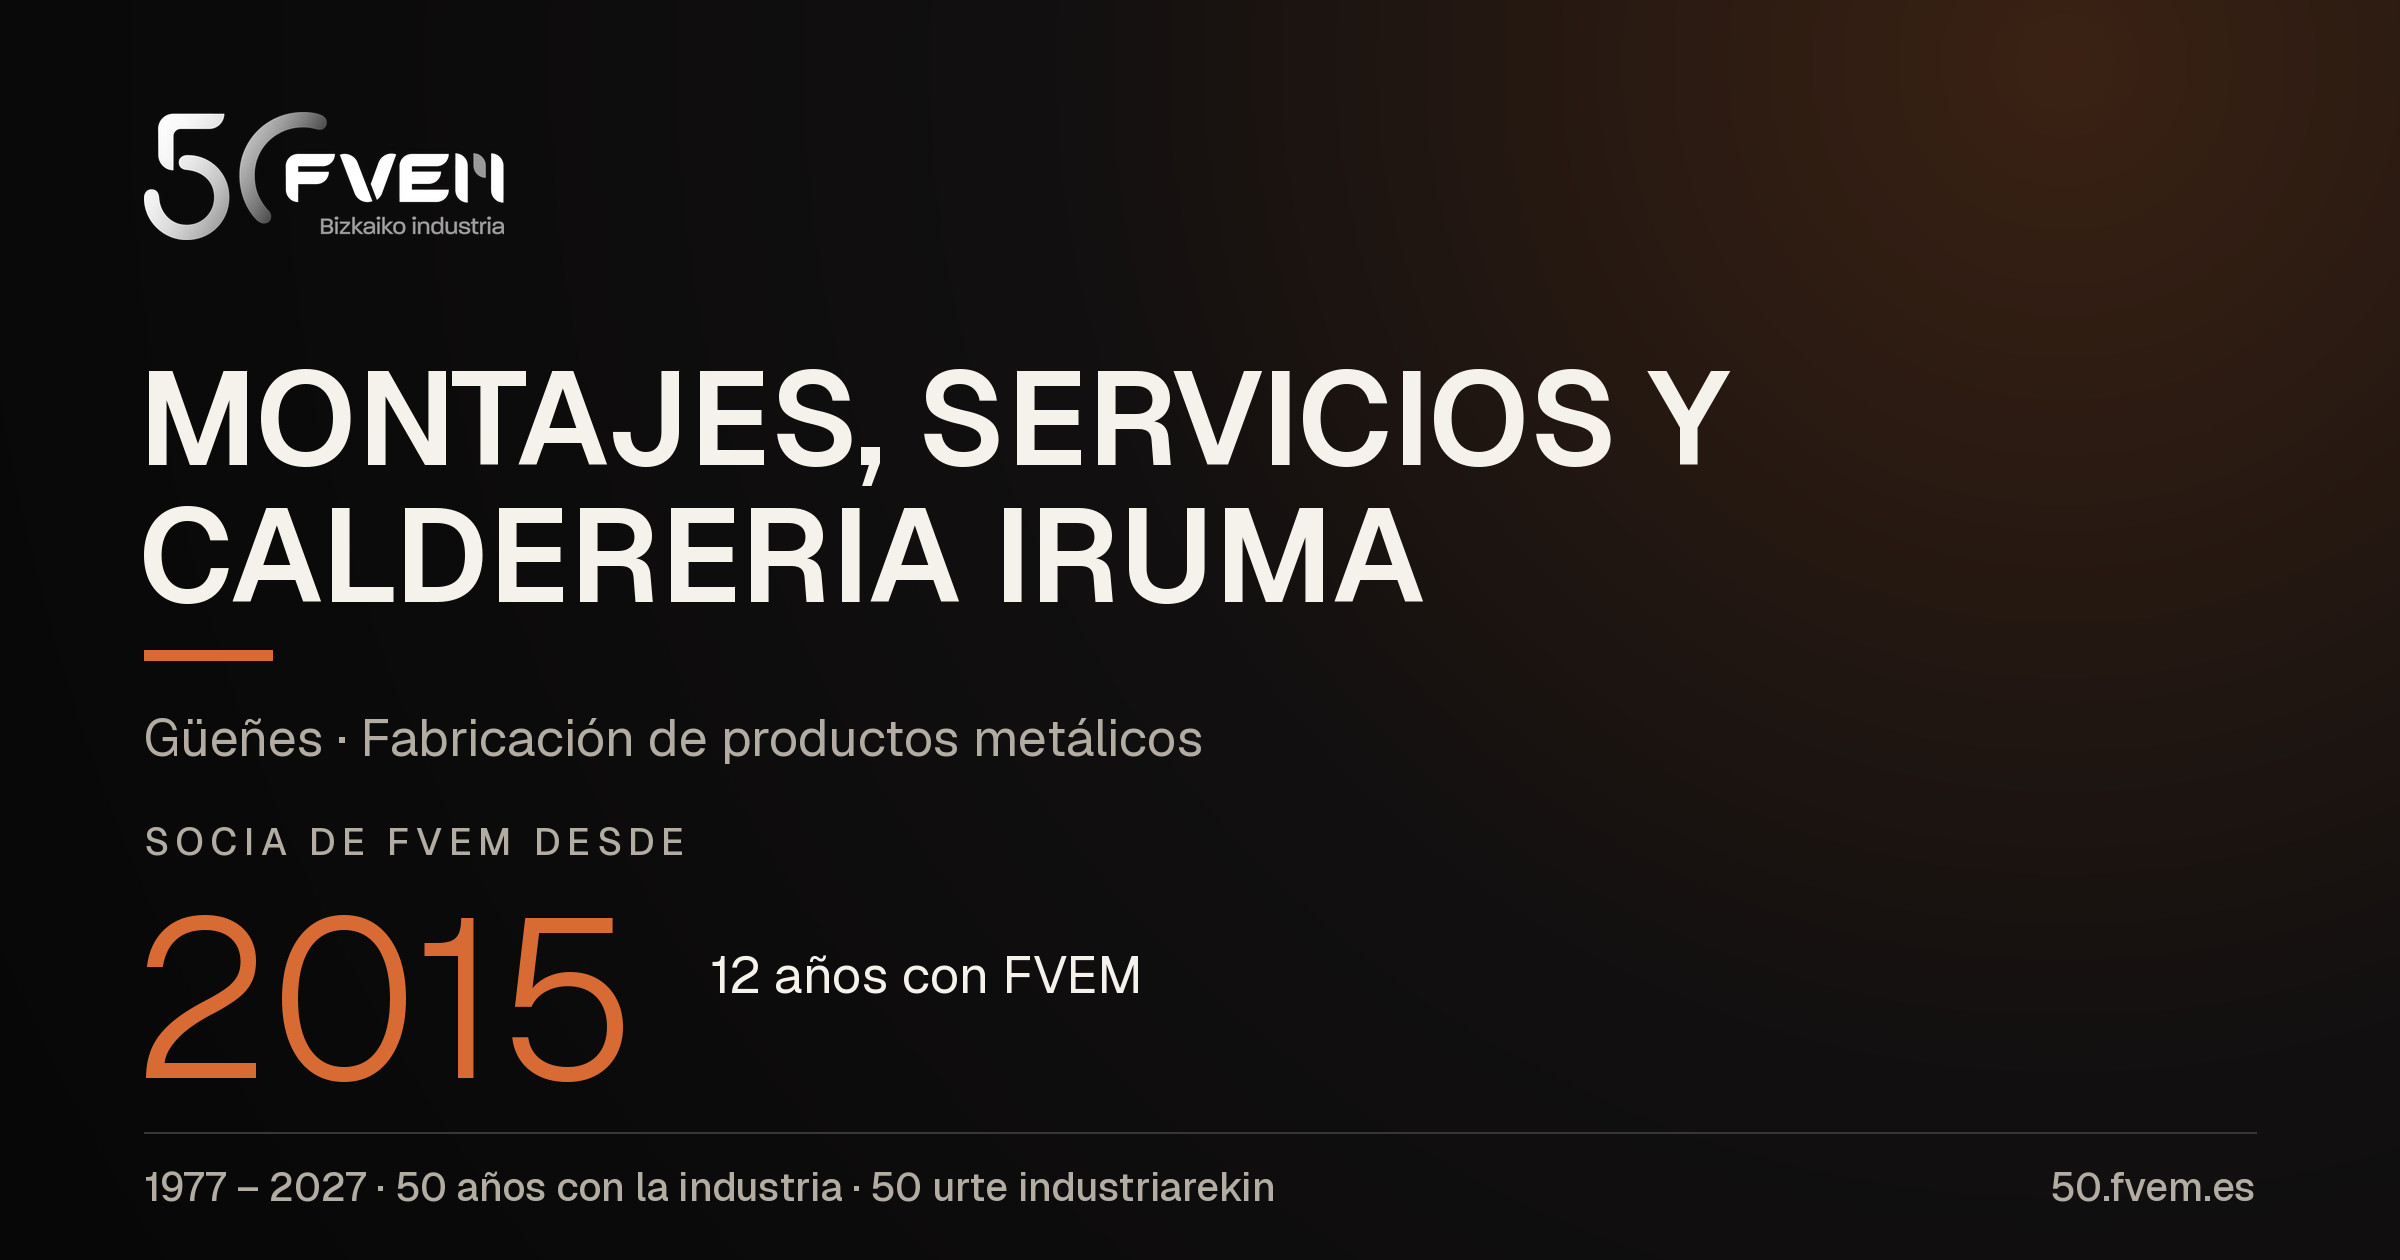 50 FVEM
Bizkaiko industria
MONTAJES, SERVICIOS Y
CALDERERIA IRUMA
Güeñes · Fabricación de productos metálicos
SOCIA DE FVEM DESDE
2015
12 años con FVEM
1977 – 2027 · 50 años con la industria · 50 urte industriarekin
50.fvem.es